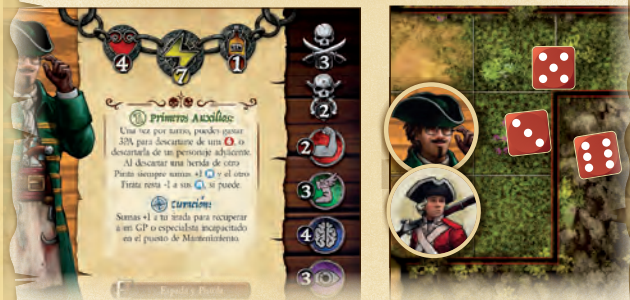 4
7
1
Primeros Auxilios:
Una vez por turno, puedes gastar
3PA para descartarte de una , o
descartarla de un personaje adyacente.
Al descartar una herida de otro
Pirata siempre sumas +1 y el otro
Pirata resta -1 a sus , si puede.
Curación:
Sumas +1 a tu tirada para recuperar
a un GP o especialista incapacitado
en el puesto de Mantenimiento.
Espada y Pistola
3
2
2
3
4
3